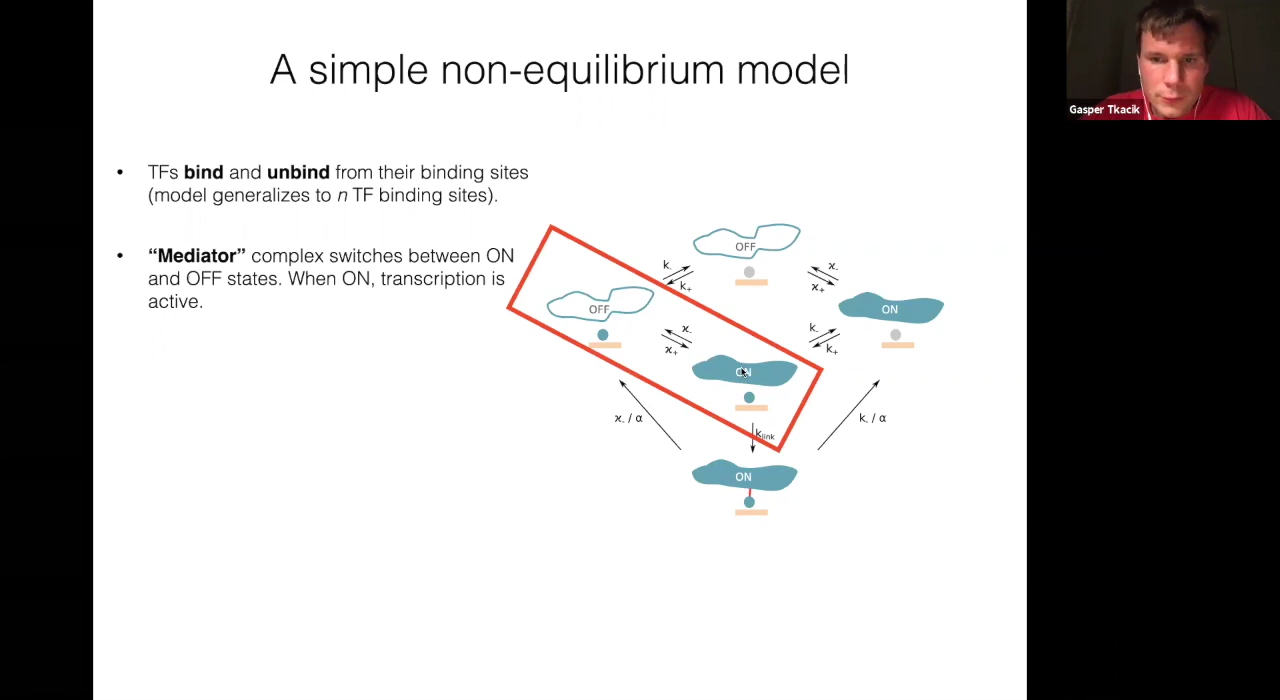 A simple non-equilibrium model
Gasper Tkacik
• TFs bind and unbind from their binding sites
(model generalizes to n TF binding sites).
• “Mediator” complex switches between ON
and OFF states. When ON, transcription is
active.
OFF
k-
k+
ϰ-
ϰ+
OFF
ON
ϰ-
ϰ+
k-
k+
ON
ϰ- / α
klink
k- / α
ON